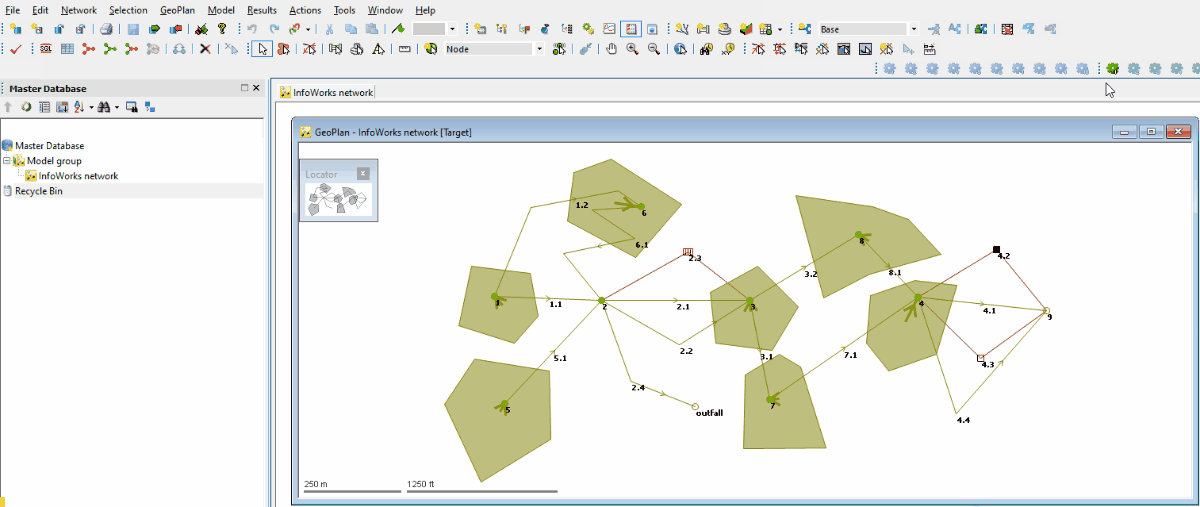 File Edit Network Selection GeoPlan Model Results Actions Tools Window Help
Base
SQL Node
Master Database
InfoWorks network
Master Database
Model group
InfoWorks network
Recycle Bin
GeoPlan - InfoWorks network [Target]
Locator
1.2
6
6.1
8
2.3
4.2
3.2
8.1
1
1.1
2
2.1
3
4
4.1
9
2.2
5.1
3.1
7.1
4.3
2.4
5
7
outfall
4.4
250 m 1250 ft